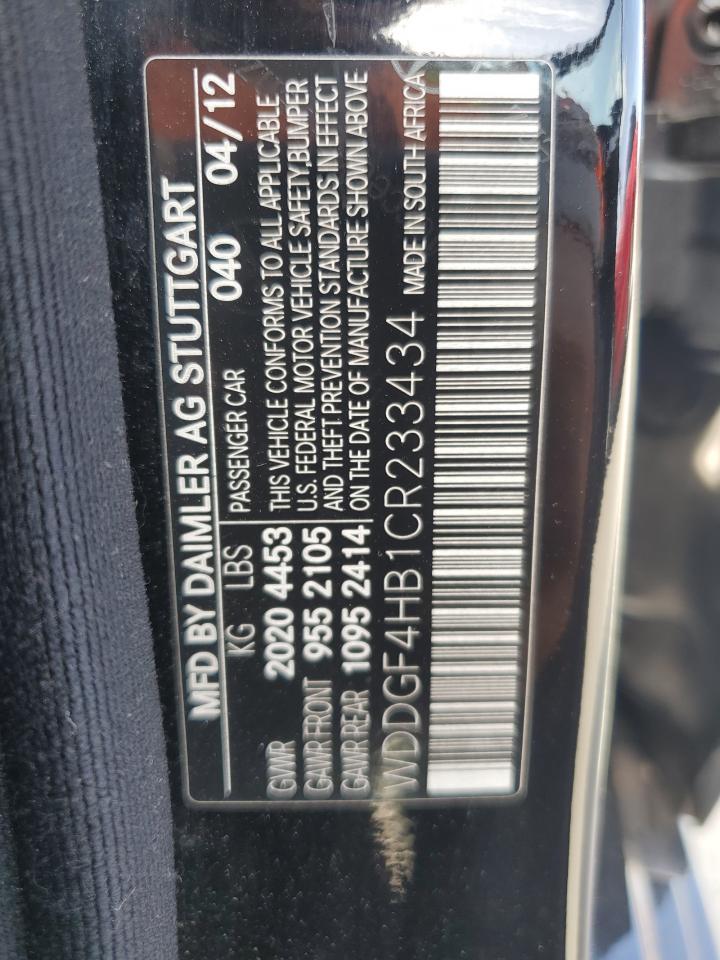 MFD BY DAIMLER AG STUTTGART
KG LBS PASSENGER CAR 040 04/12
GWR 2020 4453
GAWR FRONT 955 2105
GAWR REAR 1095 2414
THIS VEHICLE CONFORMS TO ALL APPLICABLE
U.S. FEDERAL MOTOR VEHICLE SAFETY,BUMPER
AND THEFT PREVENTION STANDARDS IN EFFECT
ON THE DATE OF MANUFACTURE SHOWN ABOVE
WDDGF4HB1CR233434 MADE IN SOUTH AFRICA